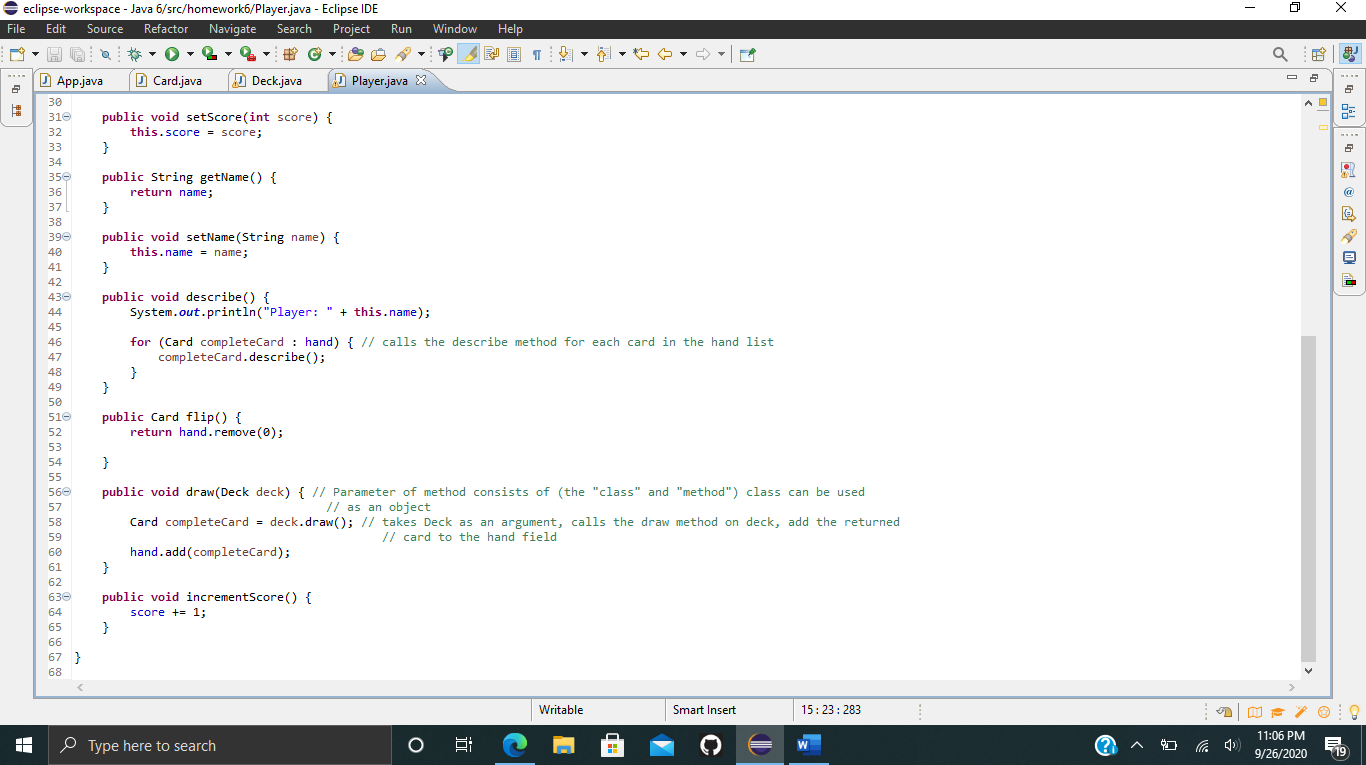 eclipse-workspace - Java 6/src/homework6/Player.java - Eclipse IDE
File Edit Source Refactor Navigate Search Project Run Window Help
App.java Card.java Deck.java Player.java
30
31 public void setScore(int score) {
32 this.score = score;
33 }
34
35 public String getName() {
36 return name;
37 }
38
39 public void setName(String name) {
40 this.name = name;
41 }
42
43 public void describe() {
44 System.out.println("Player: " + this.name);
45
46 for (Card completeCard : hand) { // calls the describe method for each card in the hand list
47 completeCard.describe();
48 }
49 }
50
51 public Card flip() {
52 return hand.remove(0);
53
54 }
55
56 public void draw(Deck deck) { // Parameter of method consists of (the "class" and "method") class can be used
57 // as an object
58 Card completeCard = deck.draw(); // takes Deck as an argument, calls the draw method on deck, add the returned
59 // card to the hand field
60 hand.add(completeCard);
61 }
62
63 public void incrementScore() {
64 score += 1;
65 }
66
67 }
68
Writable Smart Insert 15 : 23 : 283
Type here to search
11:06 PM
9/26/2020
19